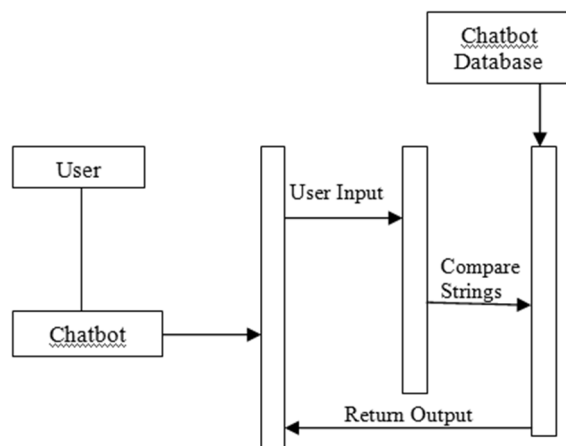 Chatbot
Database
User
User Input
Compare
Strings
Chatbot
Return Output